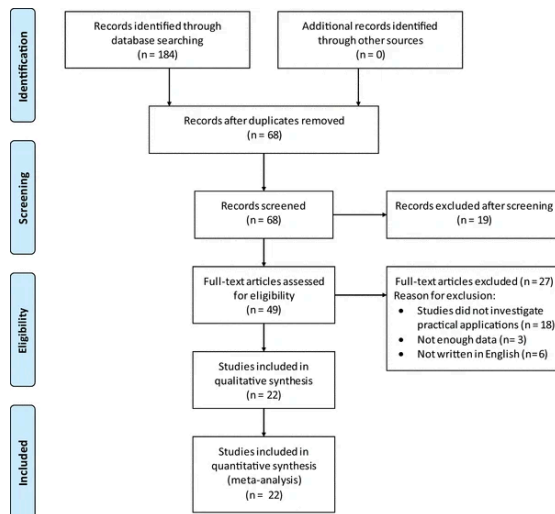 Identification
Records identified through
database searching
(n = 184)
Additional records identified
through other sources
(n = 0)
Records after duplicates removed
(n = 68)
Screening
Records screened
(n = 68)
Records excluded after screening
(n = 19)
Eligibility
Full-text articles assessed
for eligibility
(n = 49)
Full-text articles excluded (n = 27)
Reason for exclusion:
• Studies did not investigate
practical applications (n = 18)
• Not enough data (n= 3)
• Not written in English (n=6)
Studies included in
qualitative synthesis
(n = 22)
Included
Studies included in
quantitative synthesis
(meta-analysis)
(n = 22)